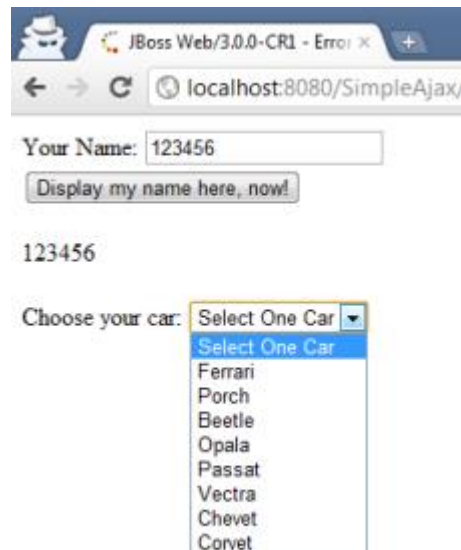 JBoss Web/3.0.0-CR1 - Error
localhost:8080/SimpleAjax/
Your Name: 123456
Display my name here, now!
123456
Choose your car: Select One Car
Select One Car
Ferrari
Porch
Beetle
Opala
Passat
Vectra
Chevet
Corvet